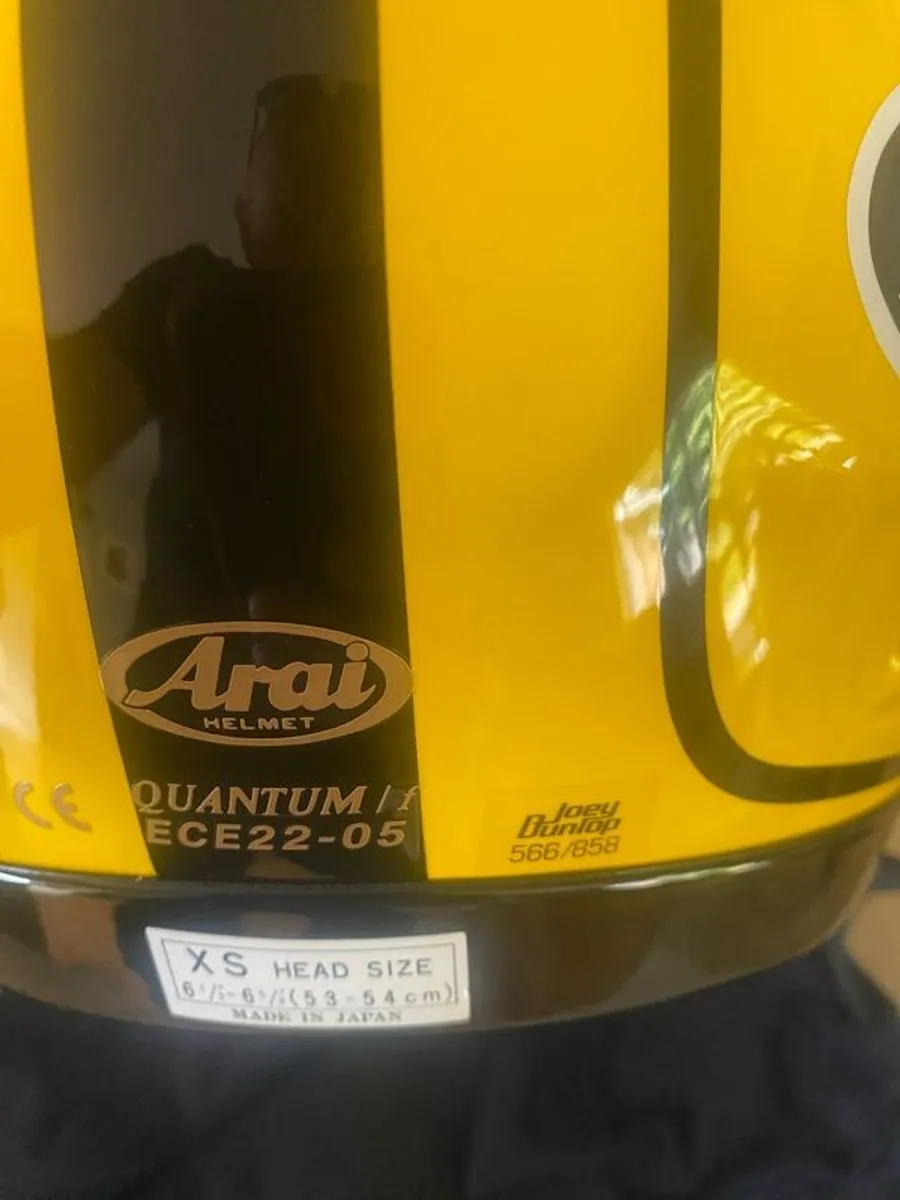 Arai
HELMET
CE
QUANTUM / f
ECE22-05
Joey
Dunlop
566/858
XS HEAD SIZE
(53-54cm)
MADE IN JAPAN